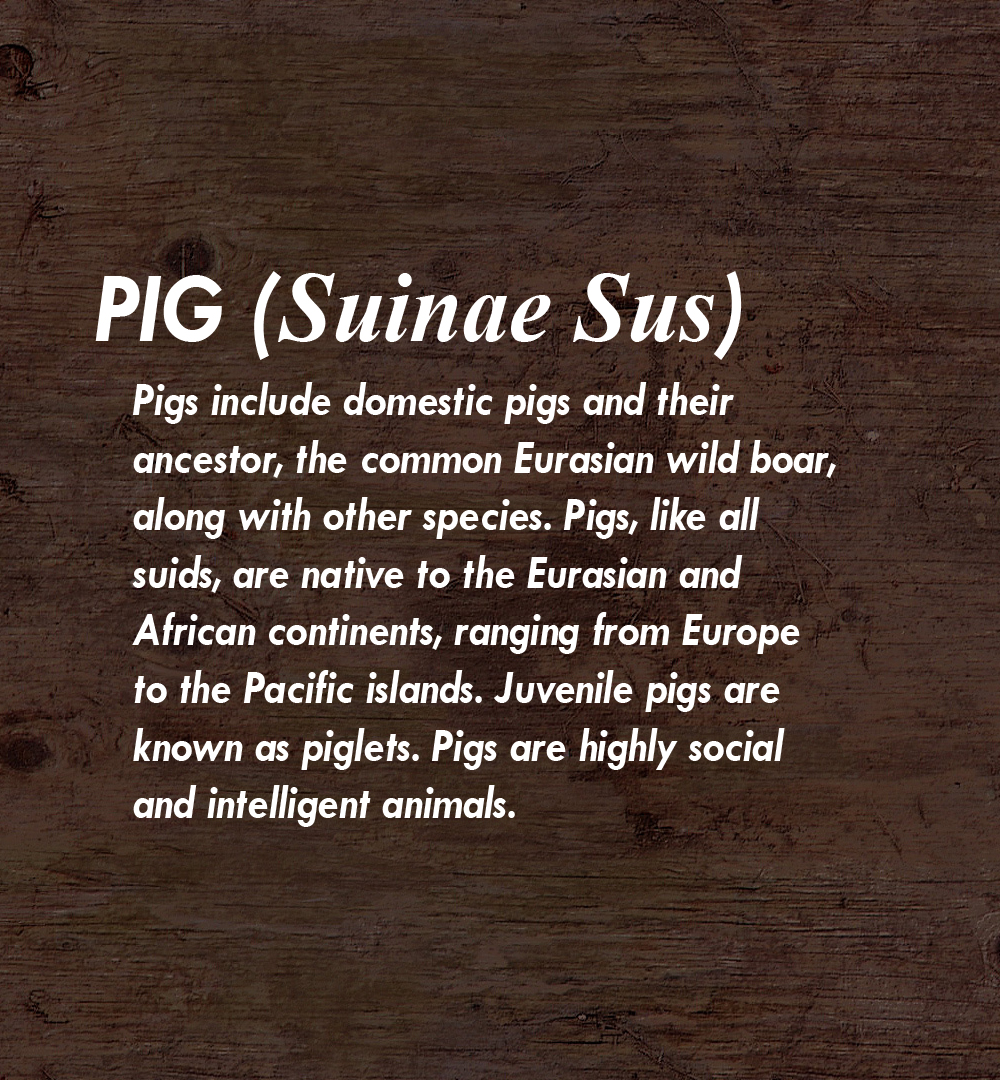 PIG (Suinae Sus)
Pigs include domestic pigs and their
ancestor, the common Eurasian wild boar,
along with other species. Pigs, like all
suids, are native to the Eurasian and
African continents, ranging from Europe
to the Pacific islands. Juvenile pigs are
known as piglets. Pigs are highly social
and intelligent animals.